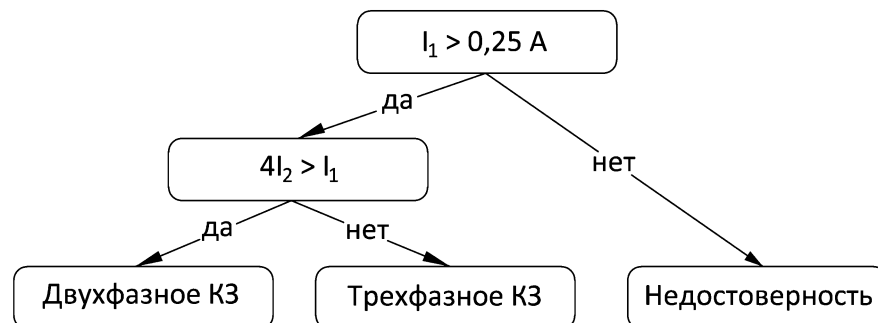 I₁ > 0,25 А
да
нет
4I₂ > I₁
да
нет
Двухфазное КЗ
Трехфазное КЗ
Недостоверность